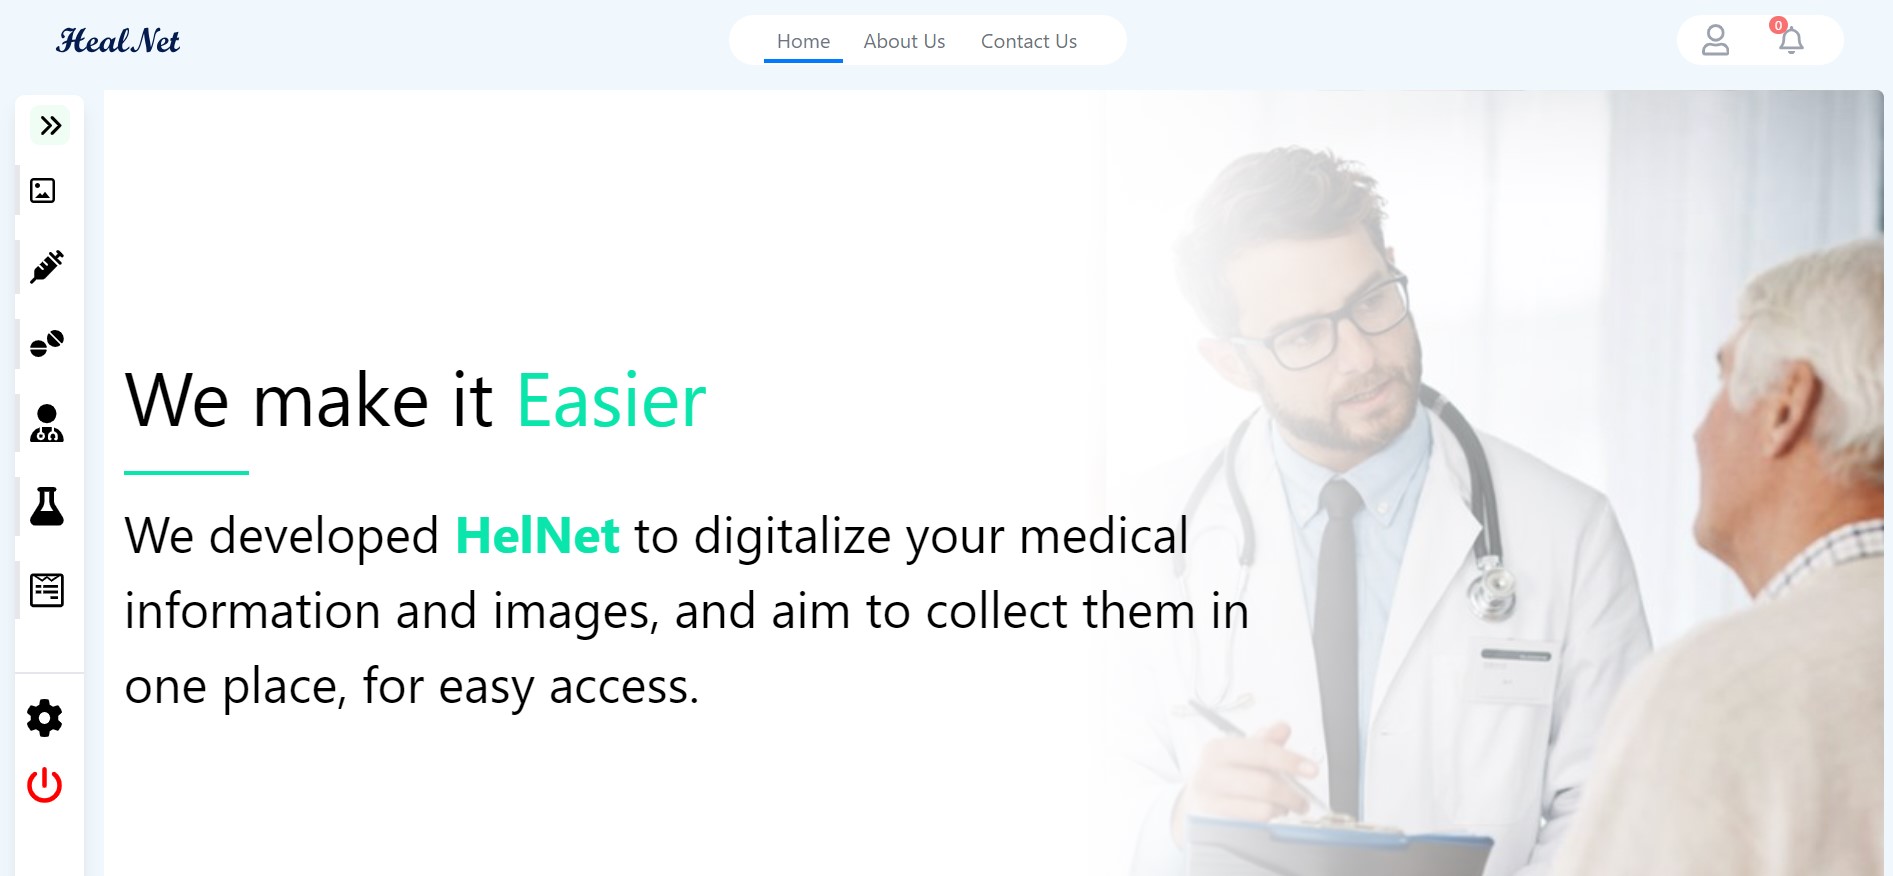 Heal Net
Home About Us Contact Us
0
We make it Easier
We developed HelNet to digitalize your medical
information and images, and aim to collect them in
one place, for easy access.